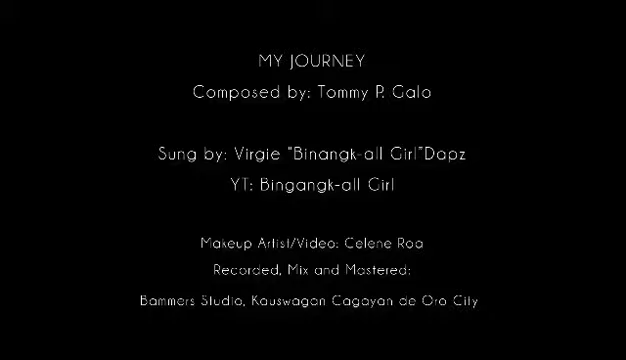 MY JOURNEY
Composed by: Tommy P. Galo
Sung by: Virgie "Binangk-all Girl"Dapz
YT: Bingangk-all Girl
Makeup Artist/Video: Celene Roa
Recorded, Mix and Mastered:
Bammers Studio, Kauswagan Cagayan de Oro City